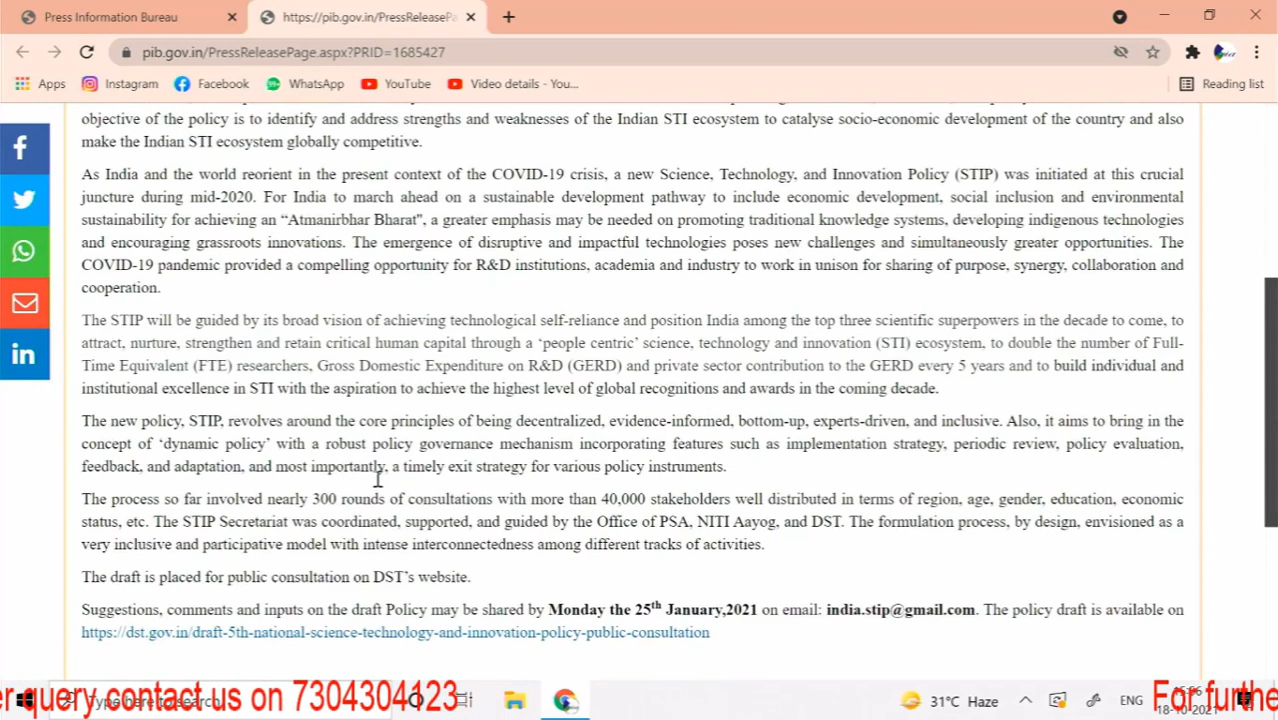 Press Information Bureau
https://pib.gov.in/PressReleasePa
pib.gov.in/PressReleasePage.aspx?PRID=1685427
Apps Instagram Facebook WhatsApp YouTube Video details - You... Reading list
objective of the policy is to identify and address strengths and weaknesses of the Indian STI ecosystem to catalyse socio-economic development of the country and also
make the Indian STI ecosystem globally competitive.
As India and the world reorient in the present context of the COVID-19 crisis, a new Science, Technology, and Innovation Policy (STIP) was initiated at this crucial
juncture during mid-2020. For India to march ahead on a sustainable development pathway to include economic development, social inclusion and environmental
sustainability for achieving an “Atmanirbhar Bharat", a greater emphasis may be needed on promoting traditional knowledge systems, developing indigenous technologies
and encouraging grassroots innovations. The emergence of disruptive and impactful technologies poses new challenges and simultaneously greater opportunities. The
COVID-19 pandemic provided a compelling opportunity for R&D institutions, academia and industry to work in unison for sharing of purpose, synergy, collaboration and
cooperation.
The STIP will be guided by its broad vision of achieving technological self-reliance and position India among the top three scientific superpowers in the decade to come, to
attract, nurture, strengthen and retain critical human capital through a ‘people centric’ science, technology and innovation (STI) ecosystem, to double the number of Full-
Time Equivalent (FTE) researchers, Gross Domestic Expenditure on R&D (GERD) and private sector contribution to the GERD every 5 years and to build individual and
institutional excellence in STI with the aspiration to achieve the highest level of global recognitions and awards in the coming decade.
The new policy, STIP, revolves around the core principles of being decentralized, evidence-informed, bottom-up, experts-driven, and inclusive. Also, it aims to bring in the
concept of ‘dynamic policy’ with a robust policy governance mechanism incorporating features such as implementation strategy, periodic review, policy evaluation,
feedback, and adaptation, and most importantly, a timely exit strategy for various policy instruments.
The process so far involved nearly 300 rounds of consultations with more than 40,000 stakeholders well distributed in terms of region, age, gender, education, economic
status, etc. The STIP Secretariat was coordinated, supported, and guided by the Office of PSA, NITI Aayog, and DST. The formulation process, by design, envisioned as a
very inclusive and participative model with intense interconnectedness among different tracks of activities.
The draft is placed for public consultation on DST’s website.
Suggestions, comments and inputs on the draft Policy may be shared by Monday the 25th January,2021 on email: india.stip@gmail.com. The policy draft is available on
https://dst.gov.in/draft-5th-national-science-technology-and-innovation-policy-public-consultation
er query contact us on 7304304123 For furthe
Type here to search
31°C Haze ENG
18-10-2021